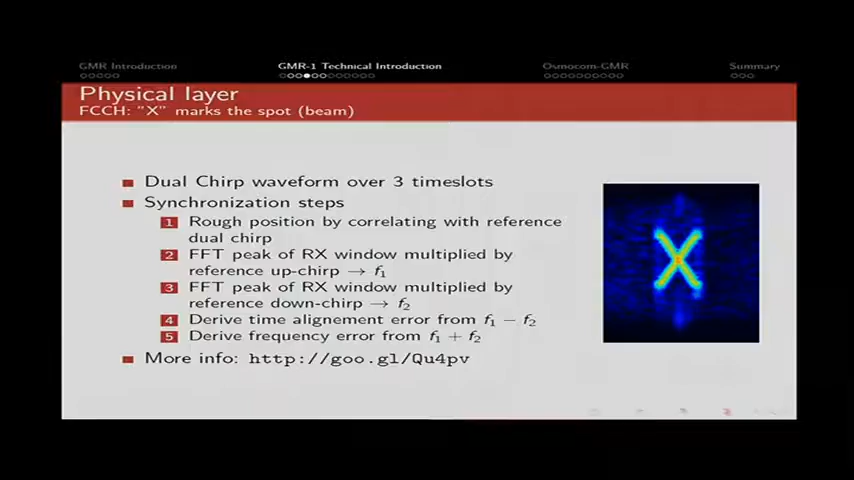 GMR Introduction
GMR-1 Technical Introduction
Osmocom-GMR
Summary
Physical layer
FCCH: "X" marks the spot (beam)
Dual Chirp waveform over 3 timeslots
Synchronization steps
1 Rough position by correlating with reference
dual chirp
2 FFT peak of RX window multiplied by
reference up-chirp → f1
3 FFT peak of RX window multiplied by
reference down-chirp → f2
4 Derive time alignement error from f1 − f2
5 Derive frequency error from f1 + f2
More info: http://goo.gl/Qu4pv